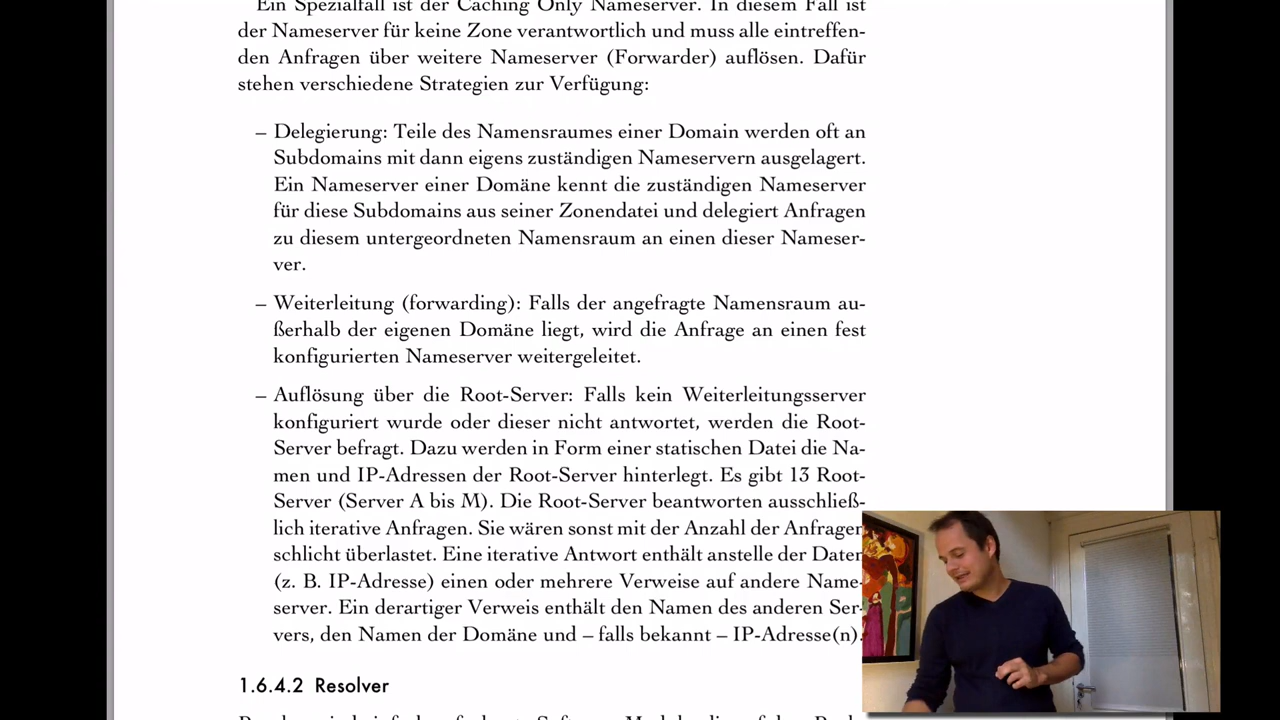 Ein Spezialfall ist der Caching Only Nameserver. In diesem Fall ist
der Nameserver für keine Zone verantwortlich und muss alle eintreffen-
den Anfragen über weitere Nameserver (Forwarder) auflösen. Dafür
stehen verschiedene Strategien zur Verfügung:
– Delegierung: Teile des Namensraumes einer Domain werden oft an
Subdomains mit dann eigens zuständigen Nameservern ausgelagert.
Ein Nameserver einer Domäne kennt die zuständigen Nameserver
für diese Subdomains aus seiner Zonendatei und delegiert Anfragen
zu diesem untergeordneten Namensraum an einen dieser Nameser-
ver.
– Weiterleitung (forwarding): Falls der angefragte Namensraum au-
ßerhalb der eigenen Domäne liegt, wird die Anfrage an einen fest
konfigurierten Nameserver weitergeleitet.
– Auflösung über die Root-Server: Falls kein Weiterleitungsserver
konfiguriert wurde oder dieser nicht antwortet, werden die Root-
Server befragt. Dazu werden in Form einer statischen Datei die Na-
men und IP-Adressen der Root-Server hinterlegt. Es gibt 13 Root-
Server (Server A bis M). Die Root-Server beantworten ausschließ-
lich iterative Anfragen. Sie wären sonst mit der Anzahl der Anfragen
schlicht überlastet. Eine iterative Antwort enthält anstelle der Daten
(z. B. IP-Adresse) einen oder mehrere Verweise auf andere Name-
server. Ein derartiger Verweis enthält den Namen des anderen Ser-
vers, den Namen der Domäne und – falls bekannt – IP-Adresse(n).
1.6.4.2 Resolver